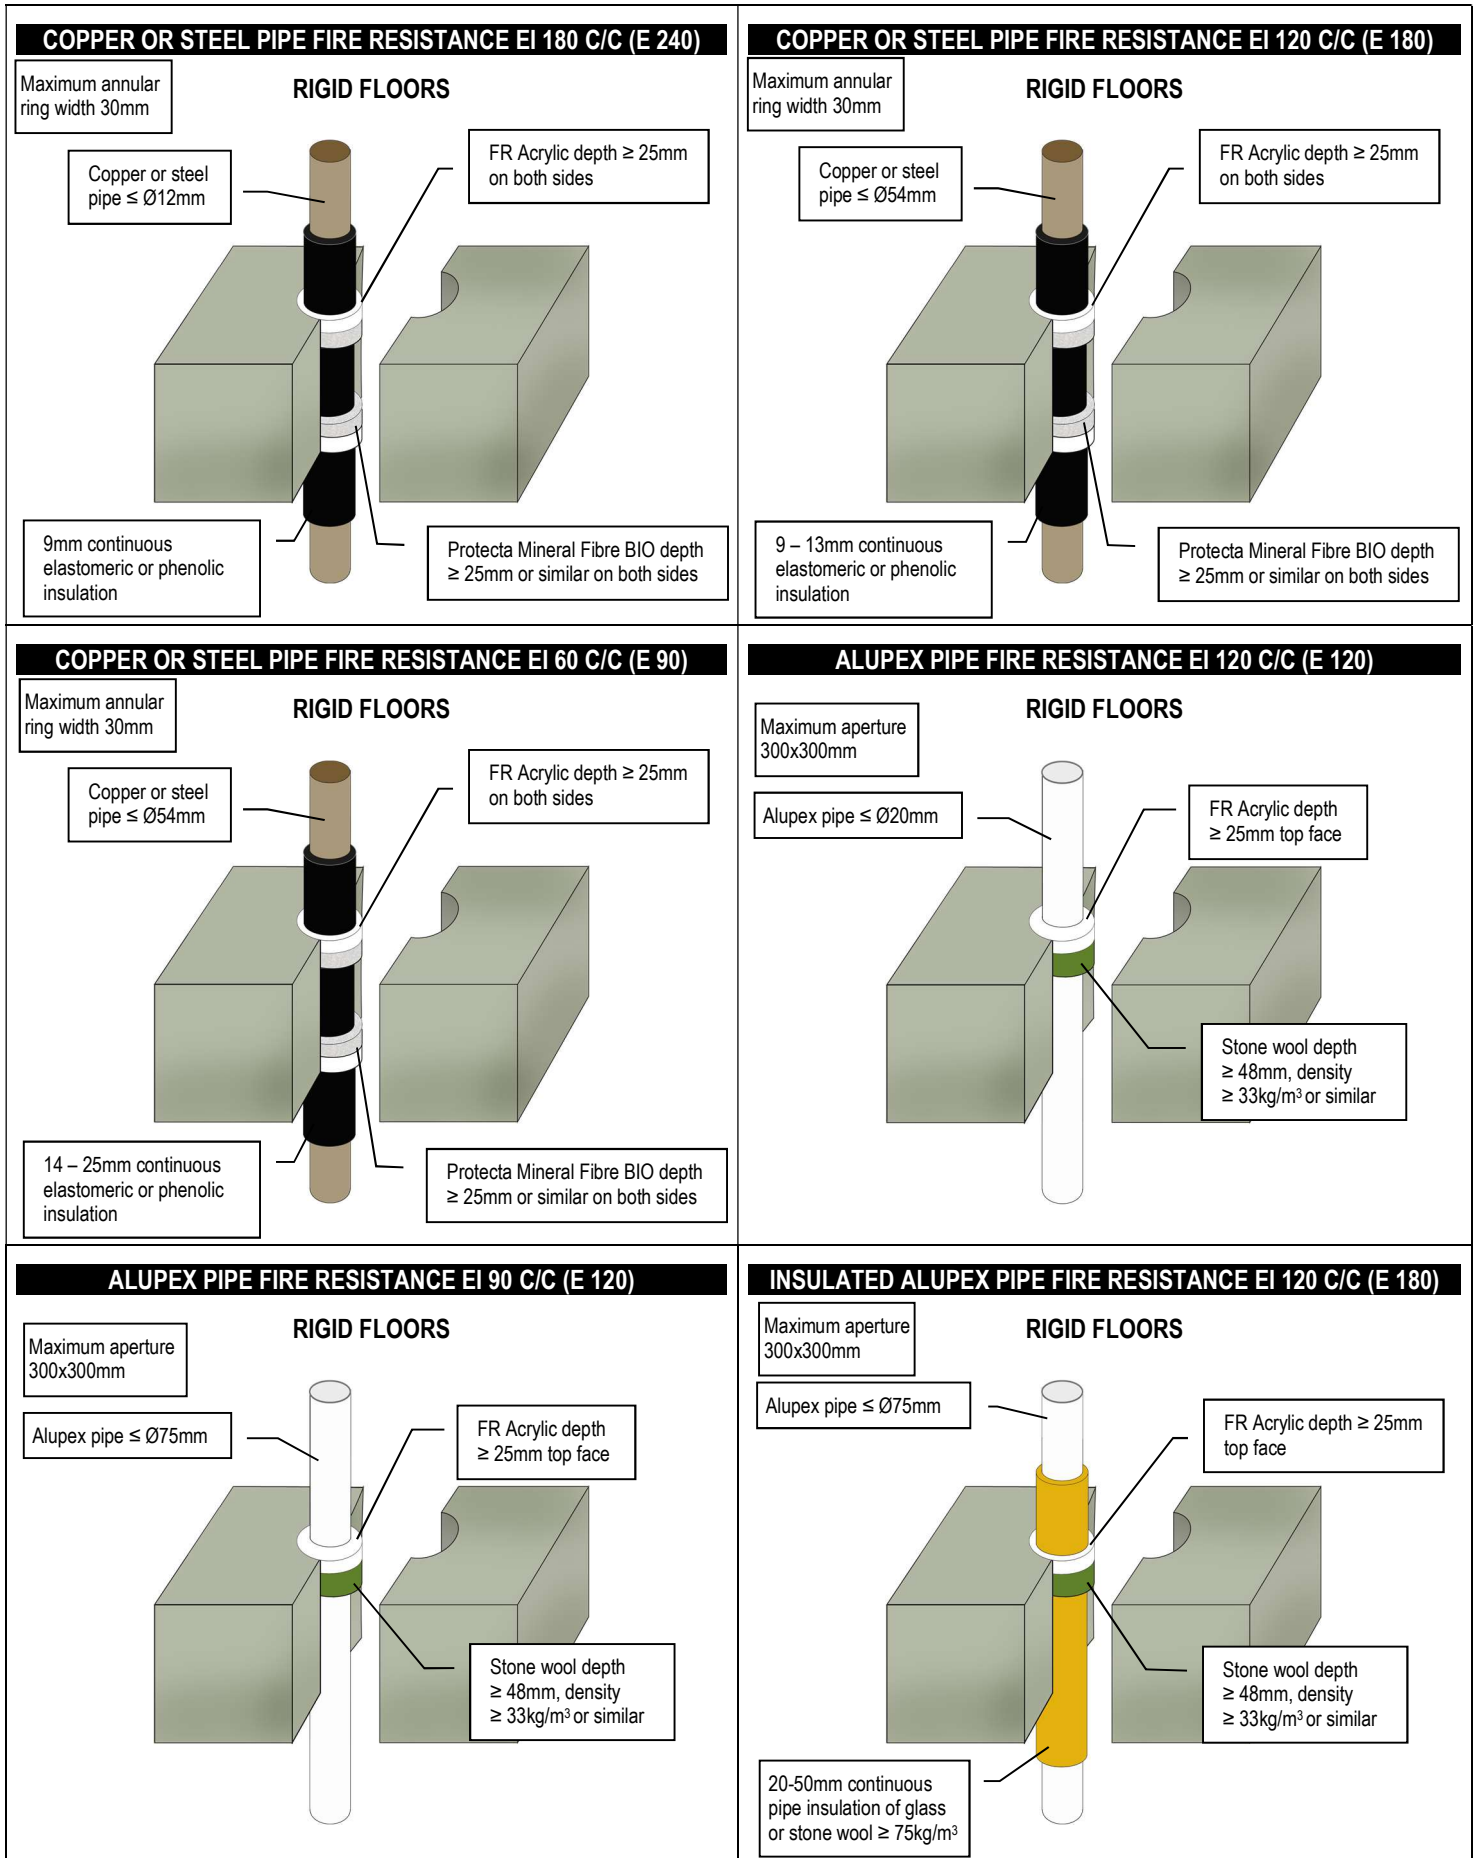 COPPER OR STEEL PIPE FIRE RESISTANCE EI 180 C/C (E 240)
Maximum annular
ring width 30mm
RIGID FLOORS
Copper or steel
pipe ≤ Ø12mm
FR Acrylic depth ≥ 25mm
on both sides
9mm continuous
elastomeric or phenolic
insulation
Protecta Mineral Fibre BIO depth
≥ 25mm or similar on both sides
COPPER OR STEEL PIPE FIRE RESISTANCE EI 120 C/C (E 180)
Maximum annular
ring width 30mm
RIGID FLOORS
Copper or steel
pipe ≤ Ø54mm
FR Acrylic depth ≥ 25mm
on both sides
9 – 13mm continuous
elastomeric or phenolic
insulation
Protecta Mineral Fibre BIO depth
≥ 25mm or similar on both sides
COPPER OR STEEL PIPE FIRE RESISTANCE EI 60 C/C (E 90)
Maximum annular
ring width 30mm
RIGID FLOORS
Copper or steel
pipe ≤ Ø54mm
FR Acrylic depth ≥ 25mm
on both sides
14 – 25mm continuous
elastomeric or phenolic
insulation
Protecta Mineral Fibre BIO depth
≥ 25mm or similar on both sides
ALUPEX PIPE FIRE RESISTANCE EI 120 C/C (E 120)
RIGID FLOORS
Maximum aperture
300x300mm
Alupex pipe ≤ Ø20mm
FR Acrylic depth
≥ 25mm top face
Stone wool depth
≥ 48mm, density
≥ 33kg/m³ or similar
ALUPEX PIPE FIRE RESISTANCE EI 90 C/C (E 120)
RIGID FLOORS
Maximum aperture
300x300mm
Alupex pipe ≤ Ø75mm
FR Acrylic depth
≥ 25mm top face
Stone wool depth
≥ 48mm, density
≥ 33kg/m³ or similar
INSULATED ALUPEX PIPE FIRE RESISTANCE EI 120 C/C (E 180)
Maximum aperture
300x300mm
RIGID FLOORS
Alupex pipe ≤ Ø75mm
FR Acrylic depth ≥ 25mm
top face
Stone wool depth
≥ 48mm, density
≥ 33kg/m³ or similar
20-50mm continuous
pipe insulation of glass
or stone wool ≥ 75kg/m³